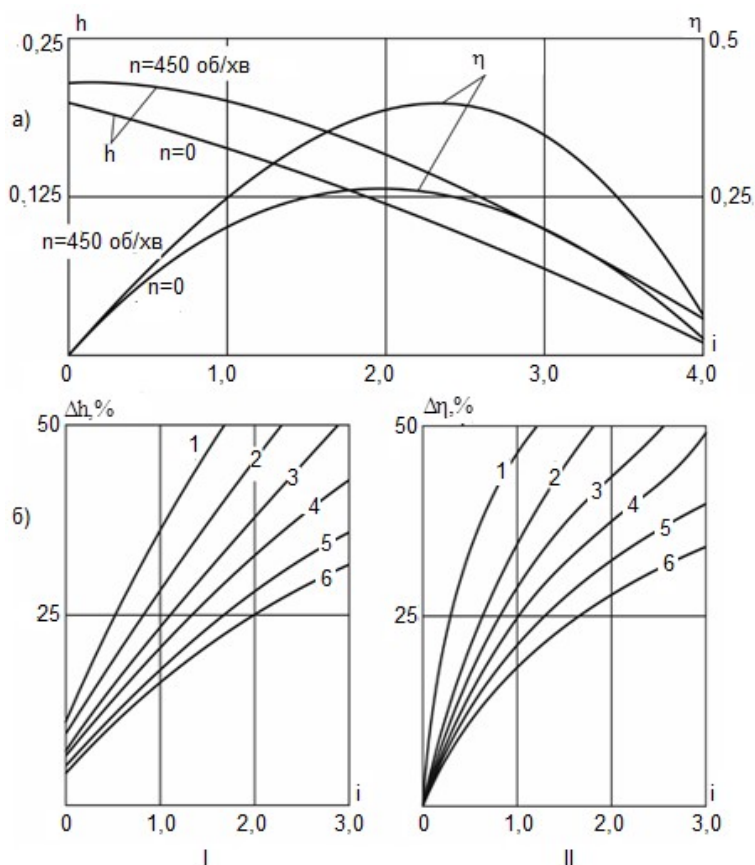 h η
0,25 0,5
n=450 об/хв η
а) h n=0
0,125 0,25
n=450 об/хв
n=0
i
0 1,0 2,0 3,0 4,0
Δh,% Δη,%
50 50
1 2 3 4 5 6 1 2 3 4 5 6
б)
25 25
i i
0 1,0 2,0 3,0 0 1,0 2,0 3,0
I II